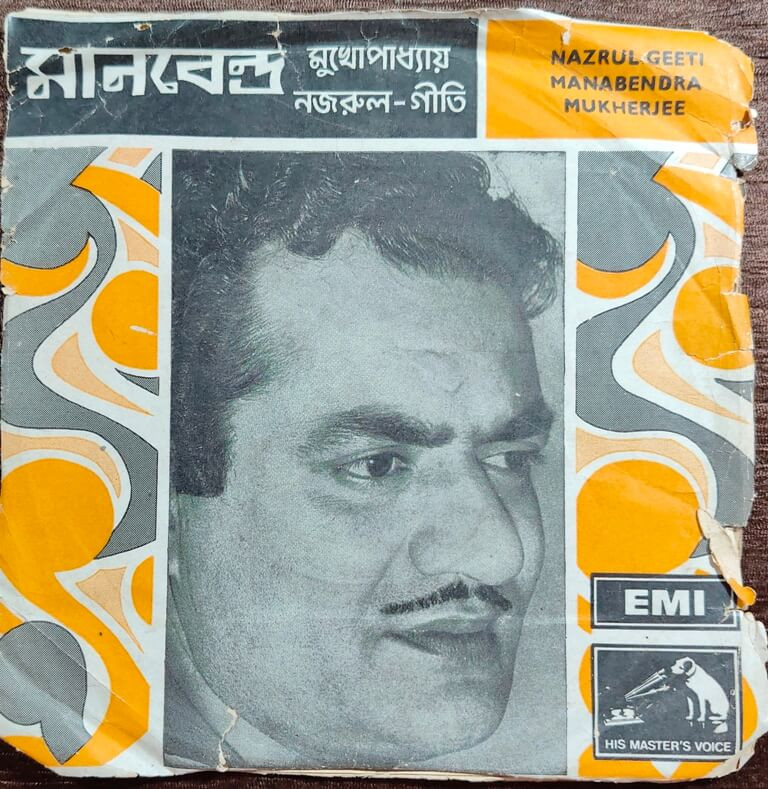 মানবেন্দ্র মুখোপাধ্যায়
নজরুল-গীতি
NAZRUL-GEETI
MANABENDRA
MUKHERJEE
EMI
HIS MASTER'S VOICE